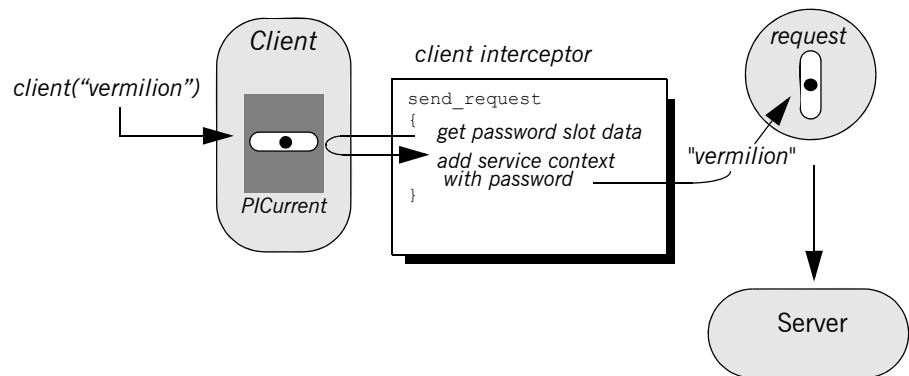 Client
client interceptor
request
client(“vermilion”)
send_request
{
get password slot data
add service context
with password
}
"vermilion"
PICurrent
Server